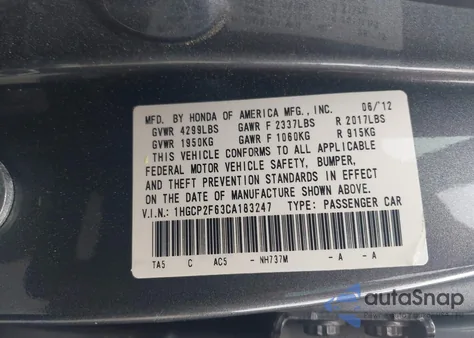 MFD. BY HONDA OF AMERICA MFG., INC. 06/12
GVWR 4299LBS GAWR F 2337LBS R 2017LBS
GVWR 1950KG GAWR F 1060KG R 915KG
THIS VEHICLE CONFORMS TO ALL APPLICABLE
FEDERAL MOTOR VEHICLE SAFETY, BUMPER,
AND THEFT PREVENTION STANDARDS IN EFFECT
ON THE DATE OF MANUFACTURE SHOWN ABOVE.
V.I.N.: 1HGCP2F63CA183247 TYPE: PASSENGER CAR
TA5 C AC5 - NH737M - A - A
autoSnap